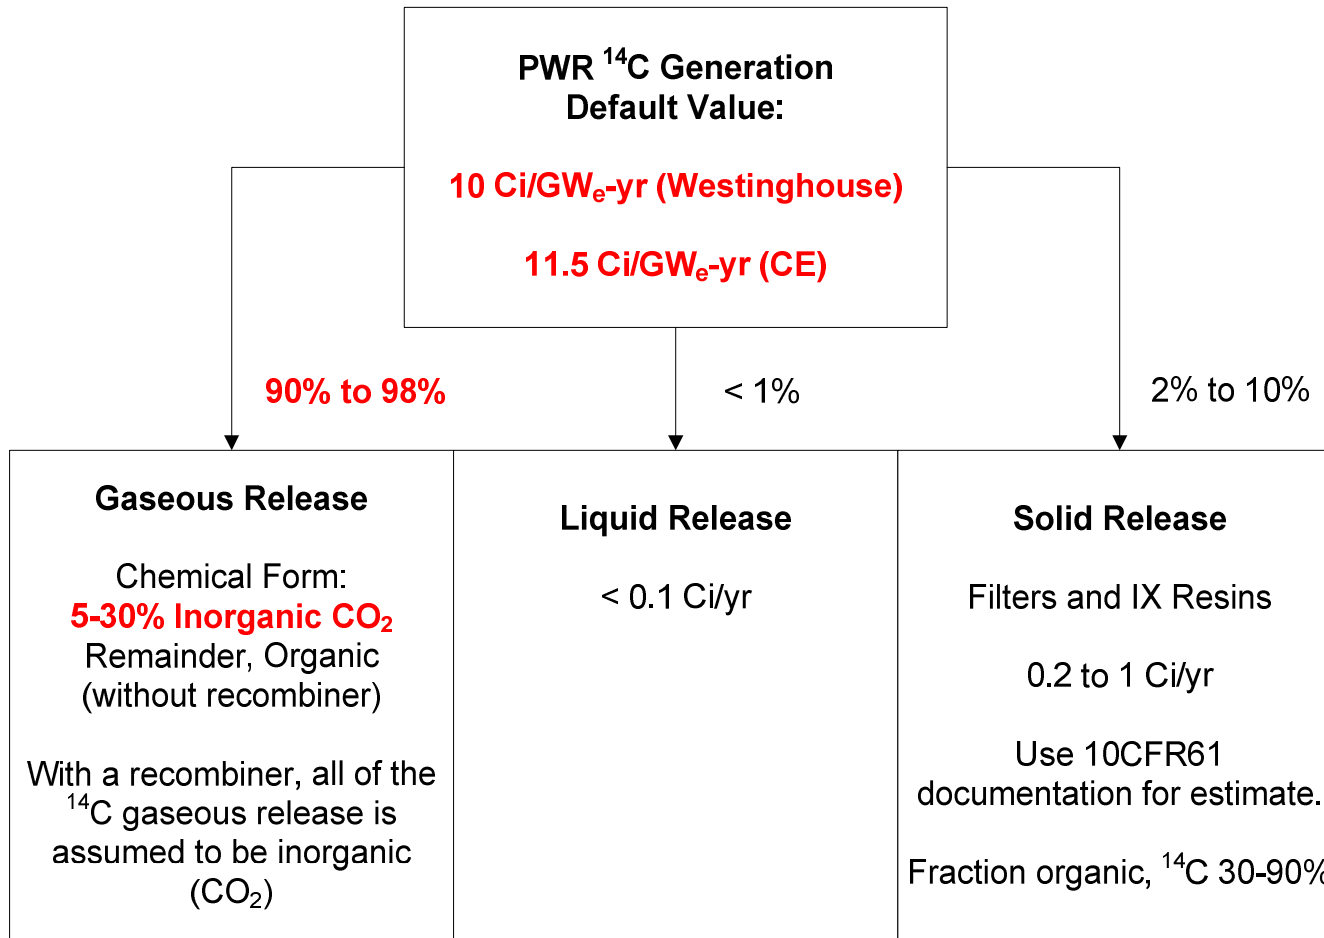 PWR ¹⁴C Generation
Default Value:
10 Ci/GWₑ-yr (Westinghouse)
11.5 Ci/GWₑ-yr (CE)
90% to 98%
< 1%
2% to 10%
Gaseous Release
Chemical Form:
5-30% Inorganic CO₂
Remainder, Organic
(without recombiner)
With a recombiner, all of the
¹⁴C gaseous release is
assumed to be inorganic
(CO₂)
Liquid Release
< 0.1 Ci/yr
Solid Release
Filters and IX Resins
0.2 to 1 Ci/yr
Use 10CFR61
documentation for estimate.
Fraction organic, ¹⁴C 30-90%